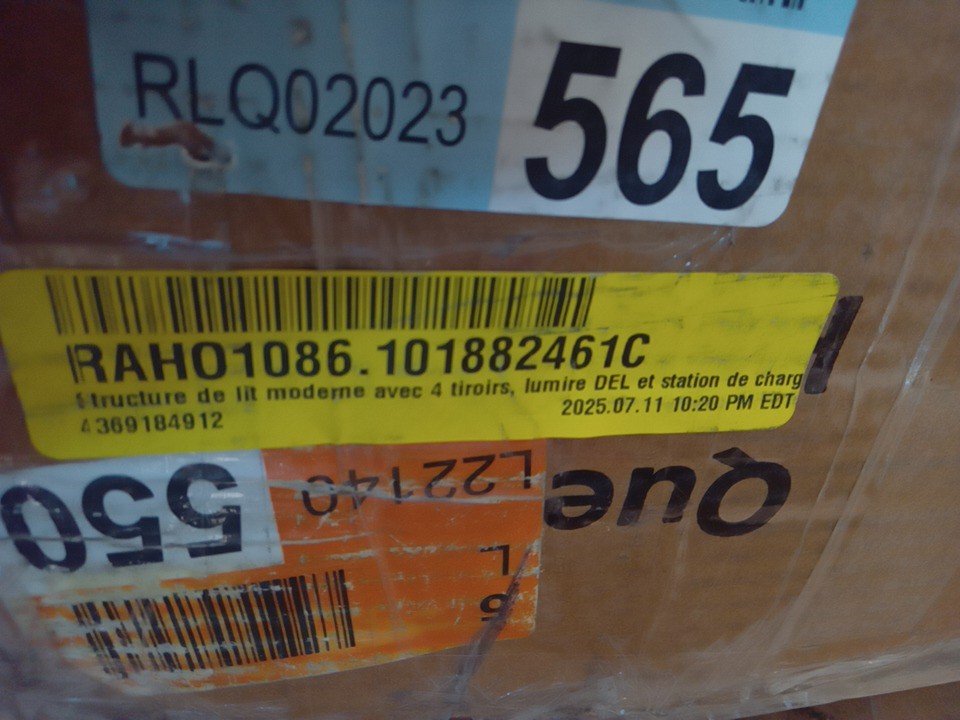 RLQ02023
565
RAHO1086.101882461C
Structure de lit moderne avec 4 tiroirs, lumire DEL et station de charg
2025.07.11 10:20 PM EDT
4369184912
550
L22140
Que
L